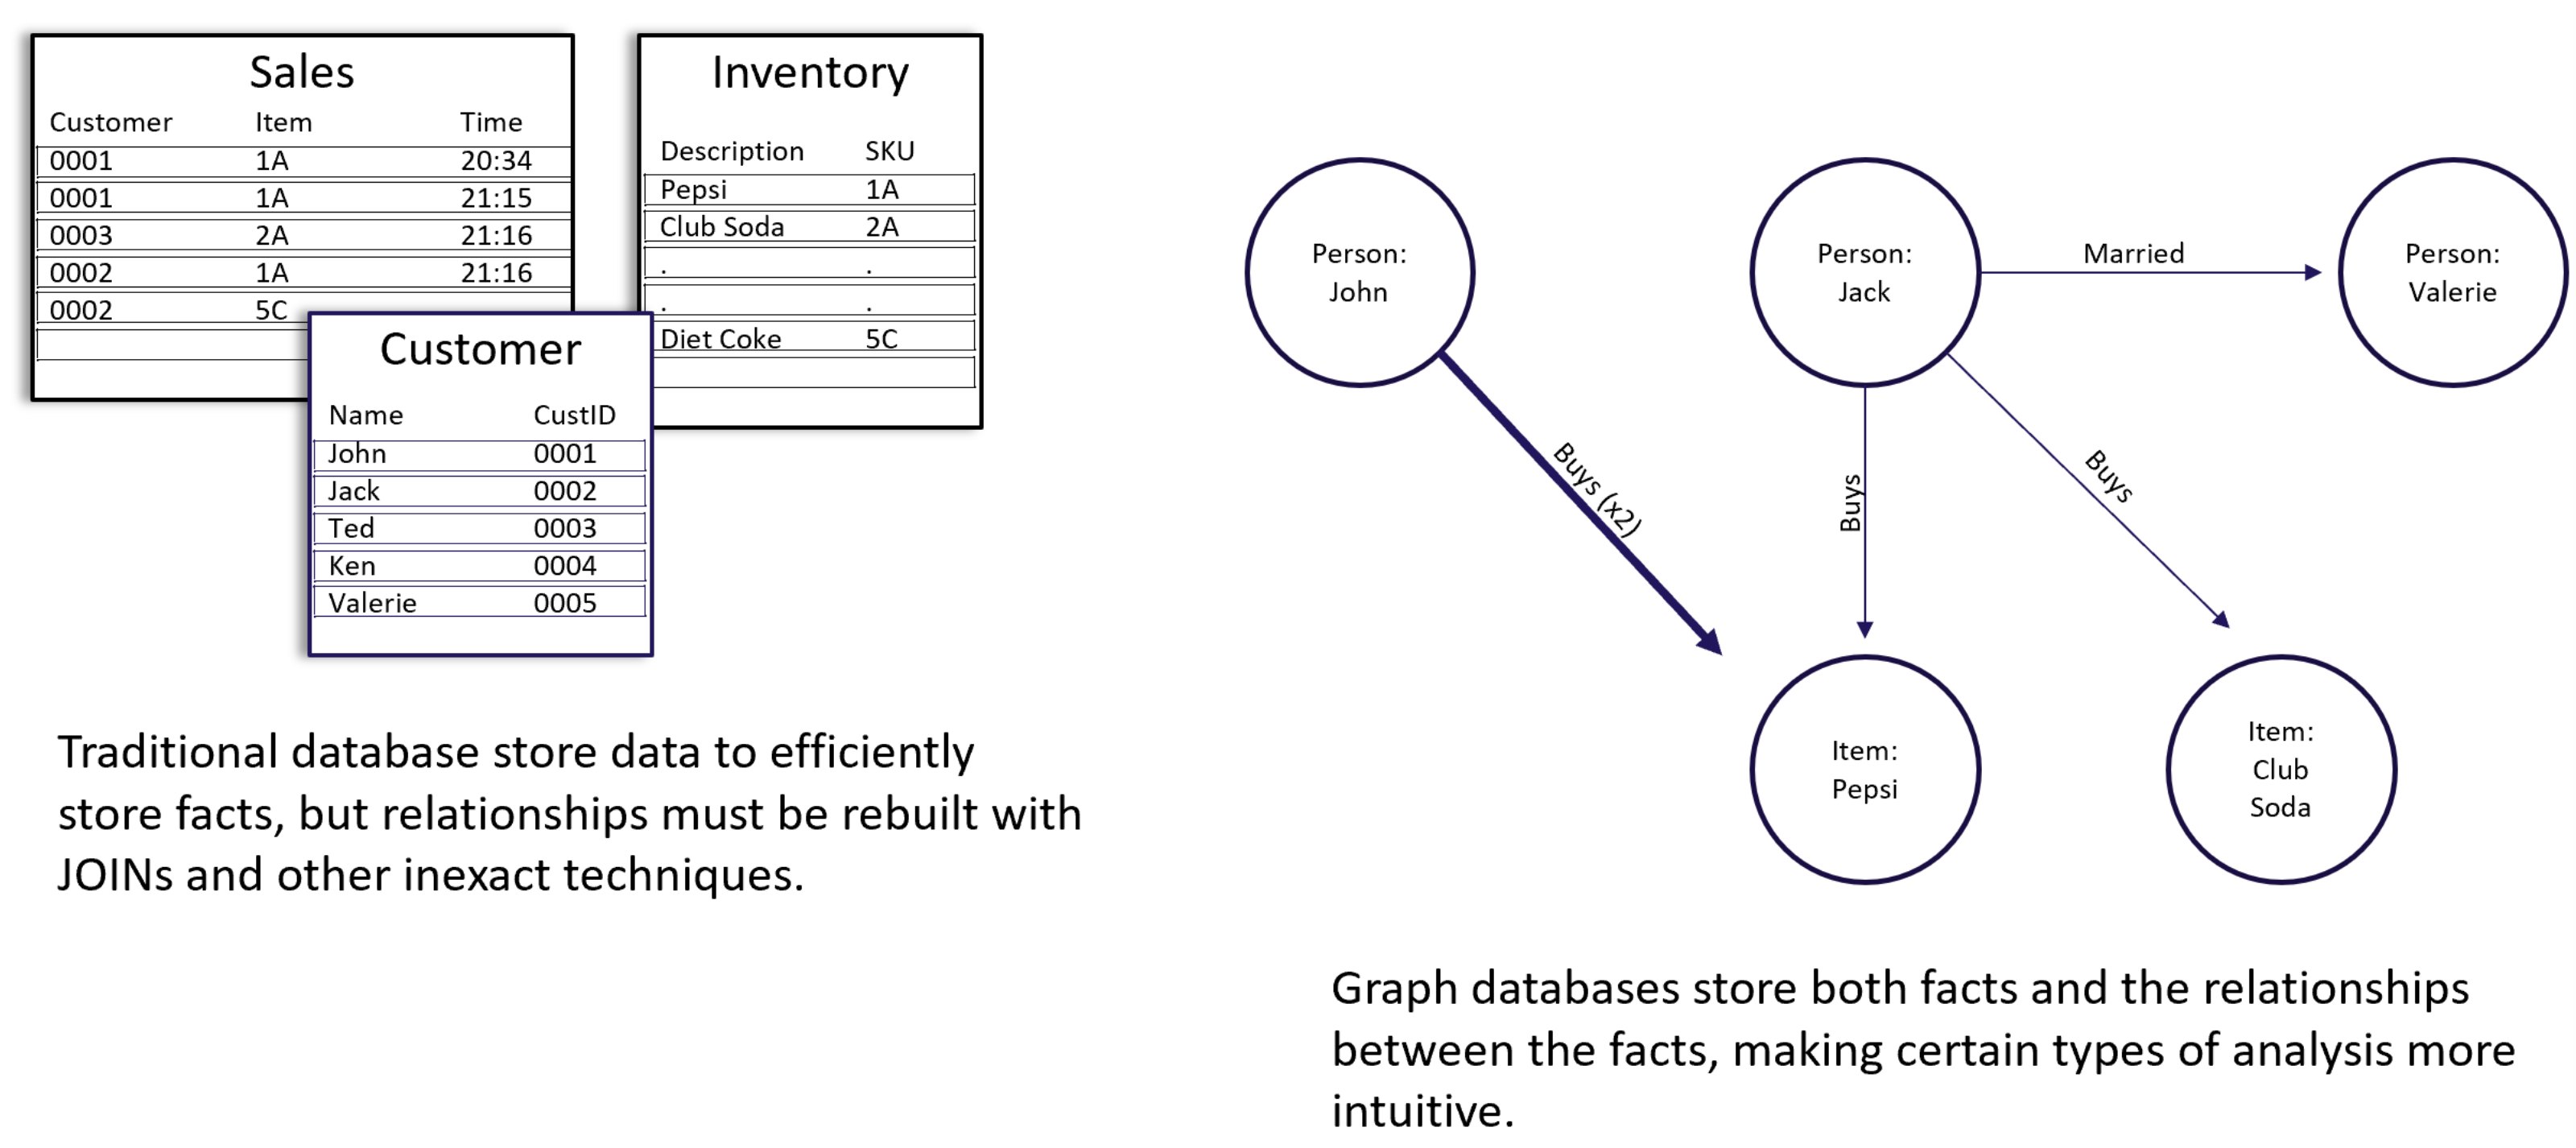 Sales
Customer Item Time
0001 1A 20:34
0001 1A 21:15
0003 2A 21:16
0002 1A 21:16
0002 5C
Inventory
Description SKU
Pepsi 1A
Club Soda 2A
. .
. .
Diet Coke 5C
Customer
Name CustID
John 0001
Jack 0002
Ted 0003
Ken 0004
Valerie 0005
Traditional database store data to efficiently
store facts, but relationships must be rebuilt with
JOINs and other inexact techniques.
Person:
John
Person:
Jack
Married
Person:
Valerie
Buys (x2)
Buys
Buys
Item:
Pepsi
Item:
Club
Soda
Graph databases store both facts and the relationships
between the facts, making certain types of analysis more
intuitive.